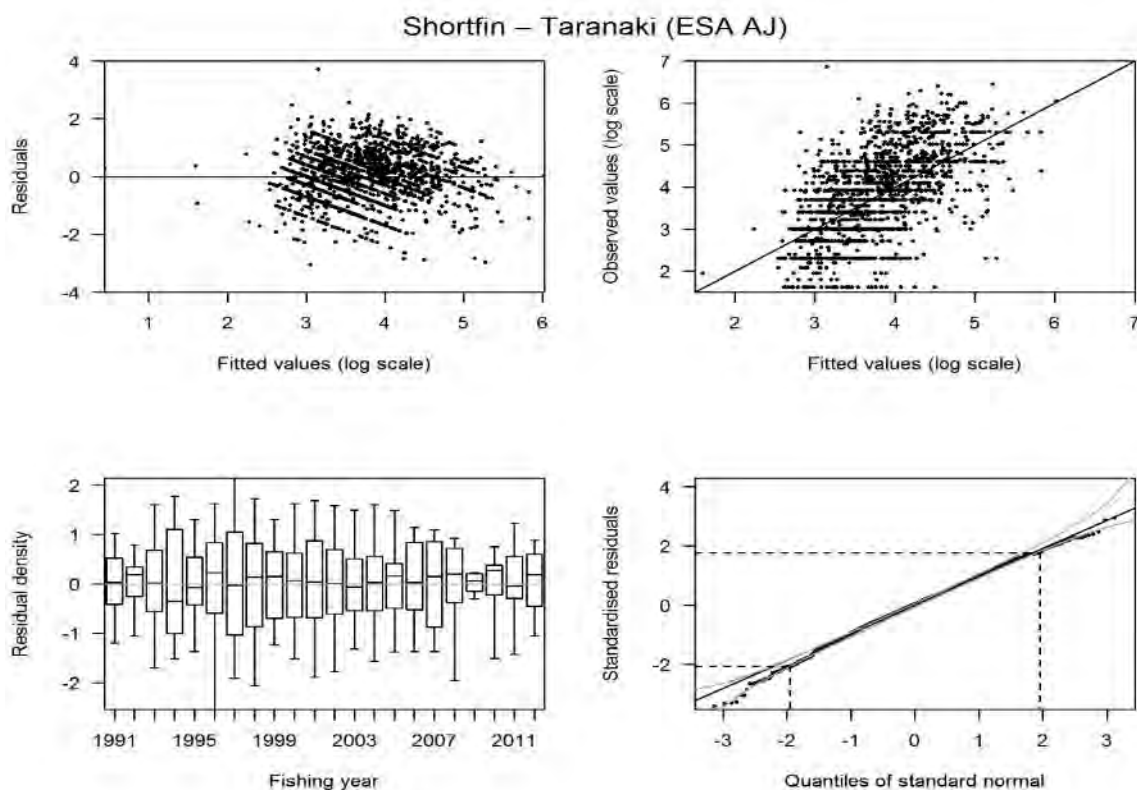 Shortfin – Taranaki (ESA AJ)
Residuals
4
2
0
-2
-4
1 2 3 4 5 6
Fitted values (log scale)
Observed values (log scale)
7
6
5
4
3
2
2 3 4 5 6 7
Fitted values (log scale)
Residual density
2
1
0
-1
-2
1991 1995 1999 2003 2007 2011
Fishing year
Standardised residuals
4
2
0
-2
-3 -2 -1 0 1 2 3
Quantiles of standard normal